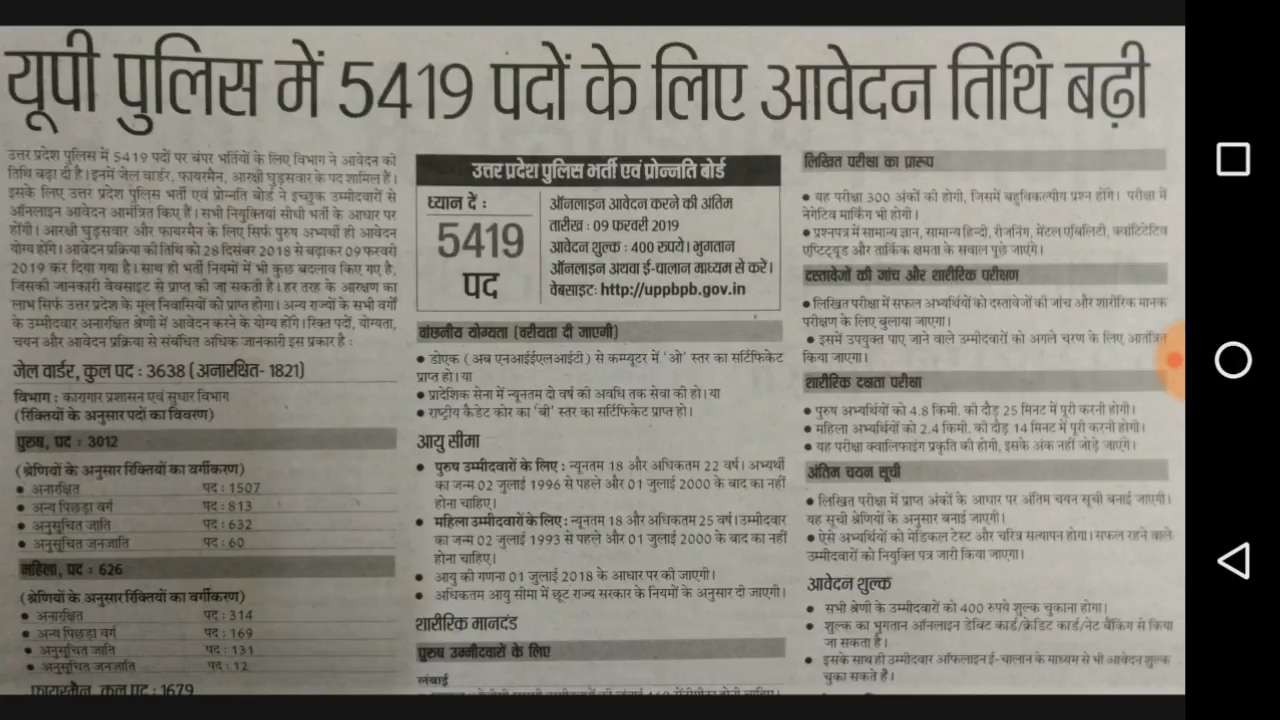 यूपी पुलिस में 5419 पदों के लिए आवेदन तिथि बढ़ी
उत्तर प्रदेश पुलिस में 5419 पदों पर बंपर भर्तियों के लिए विभाग ने आवेदन की
तिथि बढ़ा दी है। इनमें जेल वार्डर, फायरमैन, आरक्षी घुड़सवार के पद शामिल हैं।
इसके लिए उत्तर प्रदेश पुलिस भर्ती एवं प्रोन्नति बोर्ड ने इच्छुक उम्मीदवारों से
ऑनलाइन आवेदन आमंत्रित किए हैं। सभी नियुक्तियां सीधी भर्ती के आधार पर
होंगी। आरक्षी घुड़सवार और फायरमैन के लिए सिर्फ पुरुष अभ्यर्थी ही आवेदन
योग्य होंगे। आवेदन प्रक्रिया की तिथि को 28 दिसंबर 2018 से बढ़ाकर 09 फरवरी
2019 कर दिया गया है। साथ ही भर्ती नियमों में भी कुछ बदलाव किए गए है,
जिसकी जानकारी वेबसाइट से प्राप्त की जा सकती है। हर तरह के आरक्षण का
लाभ सिर्फ उत्तर प्रदेश के मूल निवासियों को प्राप्त होगा। अन्य राज्यों के सभी वर्गों
के उम्मीदवार अनारक्षित श्रेणी में आवेदन करने के योग्य होंगे। रिक्त पदों, योग्यता,
चयन और आवेदन प्रक्रिया से संबंधित अधिक जानकारी इस प्रकार है :
जेल वार्डर, कुल पद : 3638 (अनारक्षित- 1821)
विभाग : कारागार प्रशासन एवं सुधार विभाग
(रिक्तियों के अनुसार पदों का विवरण)
पुरुष, पद : 3012
(श्रेणियों के अनुसार रिक्तियों का वर्गीकरण)
• अनारक्षित पद : 1507
• अन्य पिछड़ा वर्ग पद : 813
• अनुसूचित जाति पद : 632
• अनुसूचित जनजाति पद : 60
महिला, पद : 626
(श्रेणियों के अनुसार रिक्तियों का वर्गीकरण)
• अनारक्षित पद : 314
• अन्य पिछड़ा वर्ग पद : 169
• अनुसूचित जाति पद : 131
• अनुसूचित जनजाति पद : 12
फायरमैन, कुल पद : 1679
उत्तर प्रदेश पुलिस भर्ती एवं प्रोन्नति बोर्ड
ध्यान दें :
5419
पद
ऑनलाइन आवेदन करने की अंतिम
तारीख : 09 फरवरी 2019
आवेदन शुल्क : 400 रुपये। भुगतान
ऑनलाइन अथवा ई-चालान माध्यम से करें।
वेबसाइट: http://uppbpb.gov.in
वांछनीय योग्यता (वरीयता दी जाएगी)
• डोएक (अब एनआईईएलआईटी) से कम्प्यूटर में 'ओ' स्तर का सर्टिफिकेट
प्राप्त हो। या
• प्रादेशिक सेना में न्यूनतम दो वर्ष की अवधि तक सेवा की हो। या
• राष्ट्रीय कैडेट कोर का 'बी' स्तर का सर्टिफिकेट प्राप्त हो।
आयु सीमा
• पुरुष उम्मीदवारों के लिए : न्यूनतम 18 और अधिकतम 22 वर्ष। अभ्यर्थी
का जन्म 02 जुलाई 1996 से पहले और 01 जुलाई 2000 के बाद का नहीं
होना चाहिए।
• महिला उम्मीदवारों के लिए : न्यूनतम 18 और अधिकतम 25 वर्ष। उम्मीदवार
का जन्म 02 जुलाई 1993 से पहले और 01 जुलाई 2000 के बाद का नहीं
होना चाहिए।
• आयु की गणना 01 जुलाई 2018 के आधार पर की जाएगी।
• अधिकतम आयु सीमा में छूट राज्य सरकार के नियमों के अनुसार दी जाएगी।
शारीरिक मानदंड
पुरुष उम्मीदवारों के लिए
लंबाई
लिखित परीक्षा का प्रारूप
• यह परीक्षा 300 अंकों की होगी, जिसमें बहुविकल्पीय प्रश्न होंगे। परीक्षा में
नेगेटिव मार्किंग भी होगी।
• प्रश्नपत्र में सामान्य ज्ञान, सामान्य हिन्दी, रीजनिंग, मेंटल एबिलिटी, क्वांटिटेटिव
एप्टिट्यूड और तार्किक क्षमता के सवाल पूछे जाएंगे।
दस्तावेजों की जांच और शारीरिक परीक्षण
• लिखित परीक्षा में सफल अभ्यर्थियों को दस्तावेजों की जांच और शारीरिक मानक
परीक्षण के लिए बुलाया जाएगा।
• इसमें उपयुक्त पाए जाने वाले उम्मीदवारों को अगले चरण के लिए आतंत्रित
किया जाएगा।
शारीरिक दक्षता परीक्षा
• पुरुष अभ्यर्थियों को 4.8 किमी. की दौड़ 25 मिनट में पूरी करनी होगी।
• महिला अभ्यर्थियों को 2.4 किमी. की दौड़ 14 मिनट में पूरी करनी होगी।
• यह परीक्षा क्वालिफाइंग प्रकृति की होगी, इसके अंक नहीं जोड़े जाएंगे।
अंतिम चयन सूची
• लिखित परीक्षा में प्राप्त अंकों के आधार पर अंतिम चयन सूची बनाई जाएगी।
यह सूची श्रेणियों के अनुसार बनाई जाएगी।
• ऐसे अभ्यर्थियों को मेडिकल टेस्ट और चरित्र सत्यापन होगा। सफल रहने वाले
उम्मीदवारों को नियुक्ति पत्र जारी किया जाएगा।
आवेदन शुल्क
• सभी श्रेणी के उम्मीदवारों को 400 रुपये शुल्क चुकाना होगा।
• शुल्क का भुगतान ऑनलाइन डेबिट कार्ड/क्रेडिट कार्ड/नेट बैंकिंग से किया
जा सकता है।
• इसके साथ ही उम्मीदवार ऑफलाइन ई-चालान के माध्यम से भी आवेदन शुल्क
चुका सकते हैं।